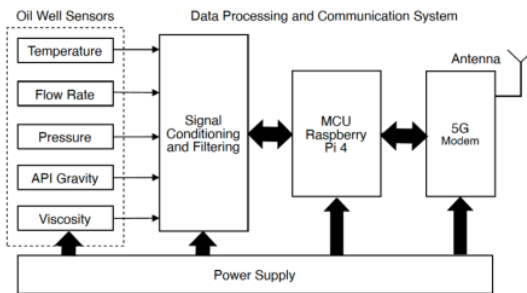 Oil Well Sensors
Data Processing and Communication System
Temperature
Flow Rate
Pressure
API Gravity
Viscosity
Signal
Conditioning
and Filtering
MCU
Raspberry
Pi 4
Antenna
5G
Modem
Power Supply